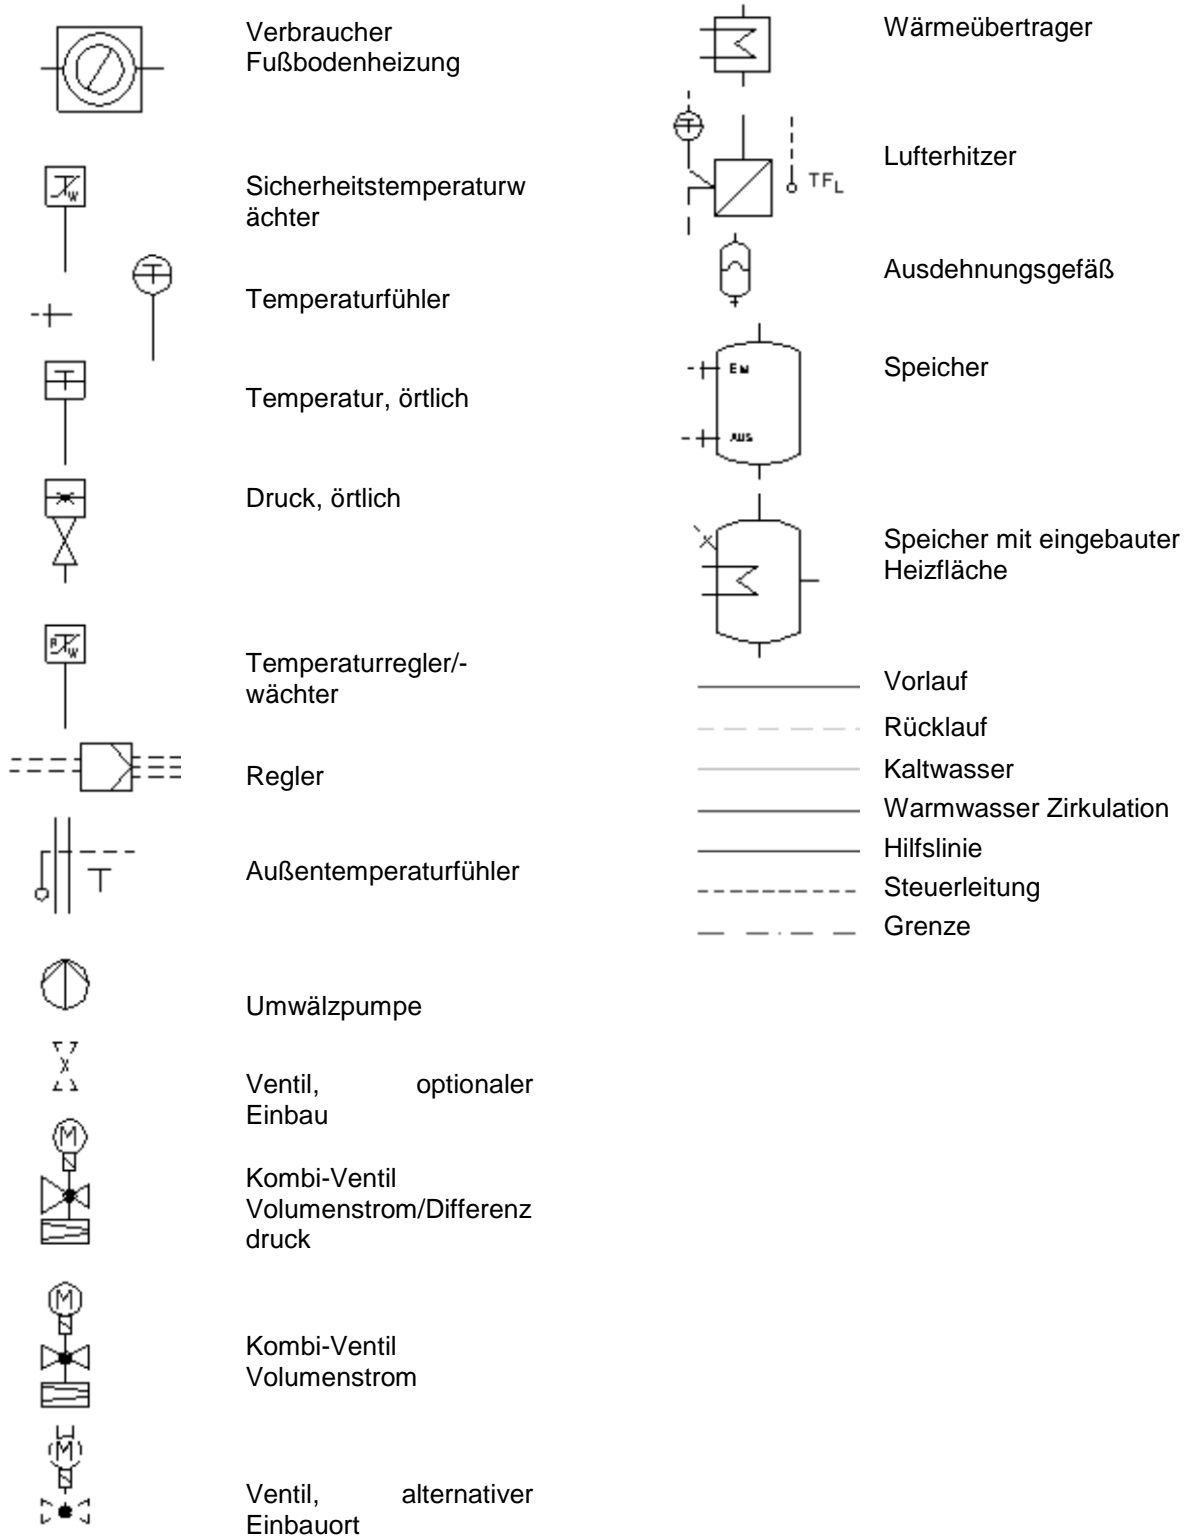 Verbraucher
Fußbodenheizung
Sicherheitstemperaturw
ächter
Temperaturfühler
Temperatur, örtlich
Druck, örtlich
Temperaturregler/-
wächter
Regler
Außentemperaturfühler
T
Umwälzpumpe
Ventil, optionaler
Einbau
M
Kombi-Ventil
Volumenstrom/Differenz
druck
M
Kombi-Ventil
Volumenstrom
M
Ventil, alternativer
Einbauort
Wärmeübertrager
T
Lufterhitzer
TFL
Ausdehnungsgefäß
Speicher
EIN
AUS
Speicher mit eingebauter
Heizfläche
Vorlauf
Rücklauf
Kaltwasser
Warmwasser Zirkulation
Hilfslinie
Steuerleitung
Grenze